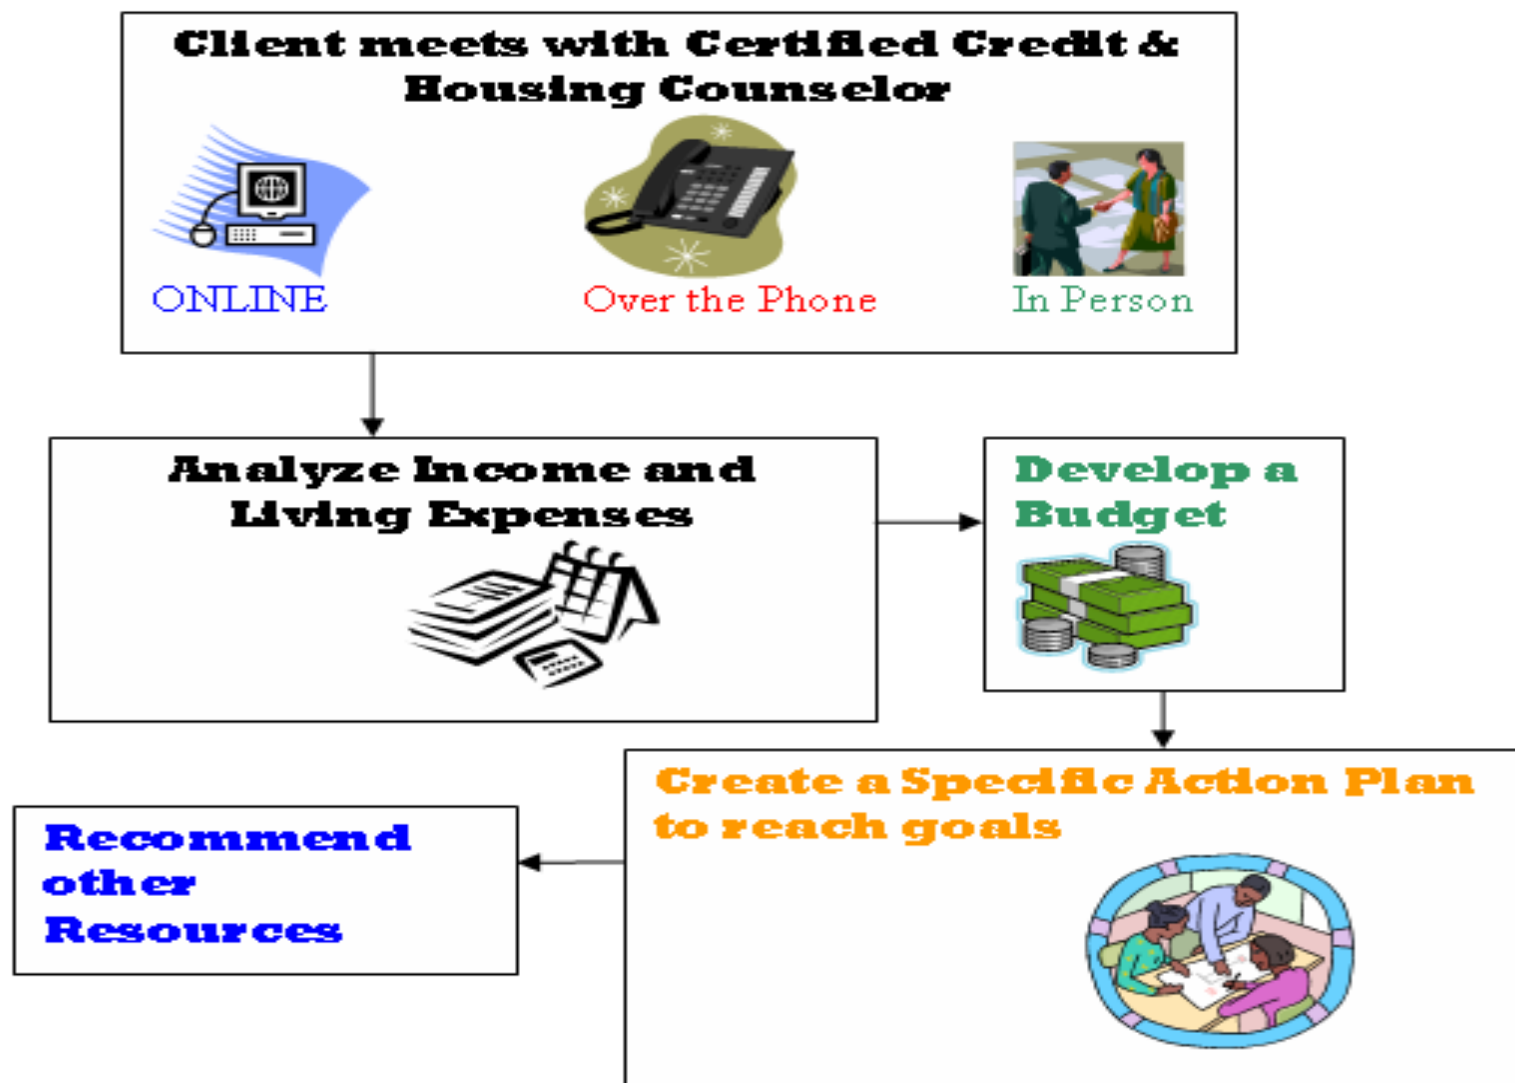 Client meets with Certified Credit &
Housing Counselor
ONLINE
Over the Phone
In Person
Analyze Income and
Living Expenses
Develop a
Budget
Create a Specific Action Plan
to reach goals
Recommend
other
Resources